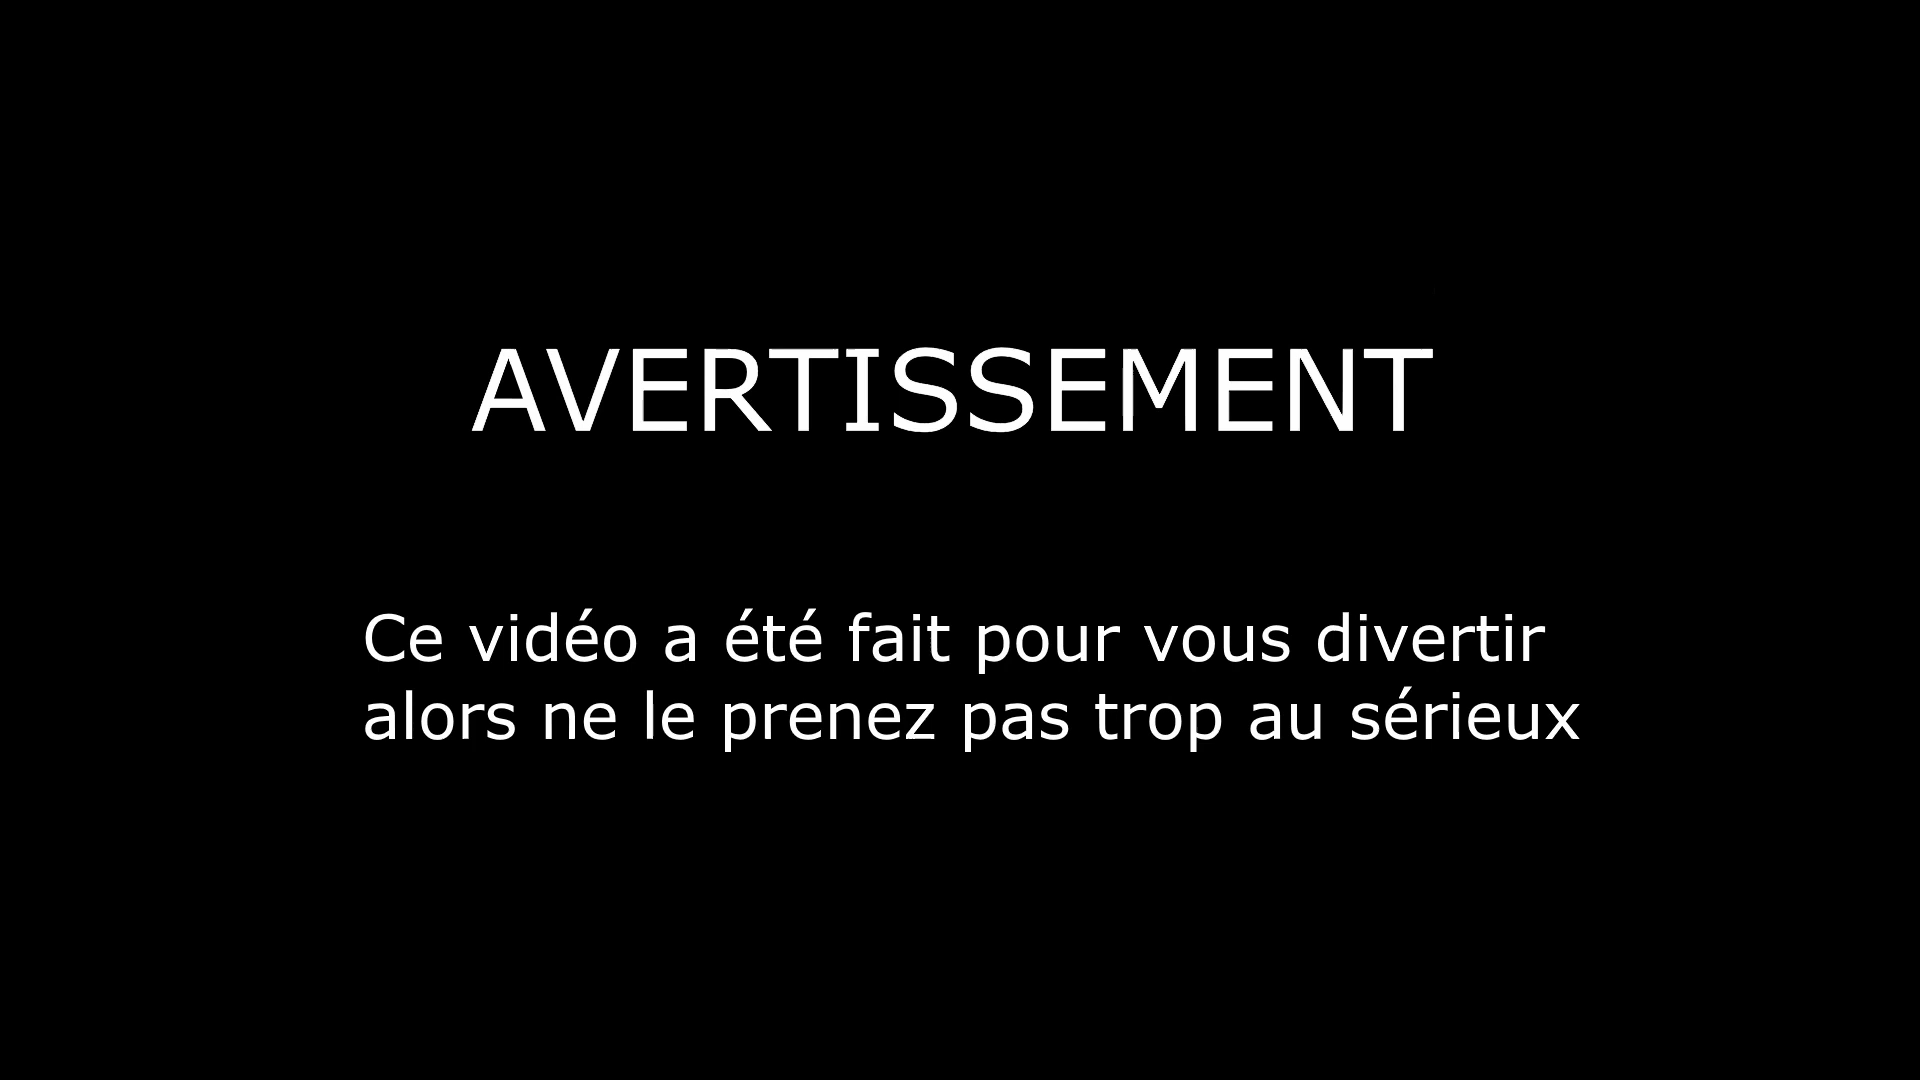 AVERTISSEMENT
Ce vidéo a été fait pour vous divertir
alors ne le prenez pas trop au sérieux